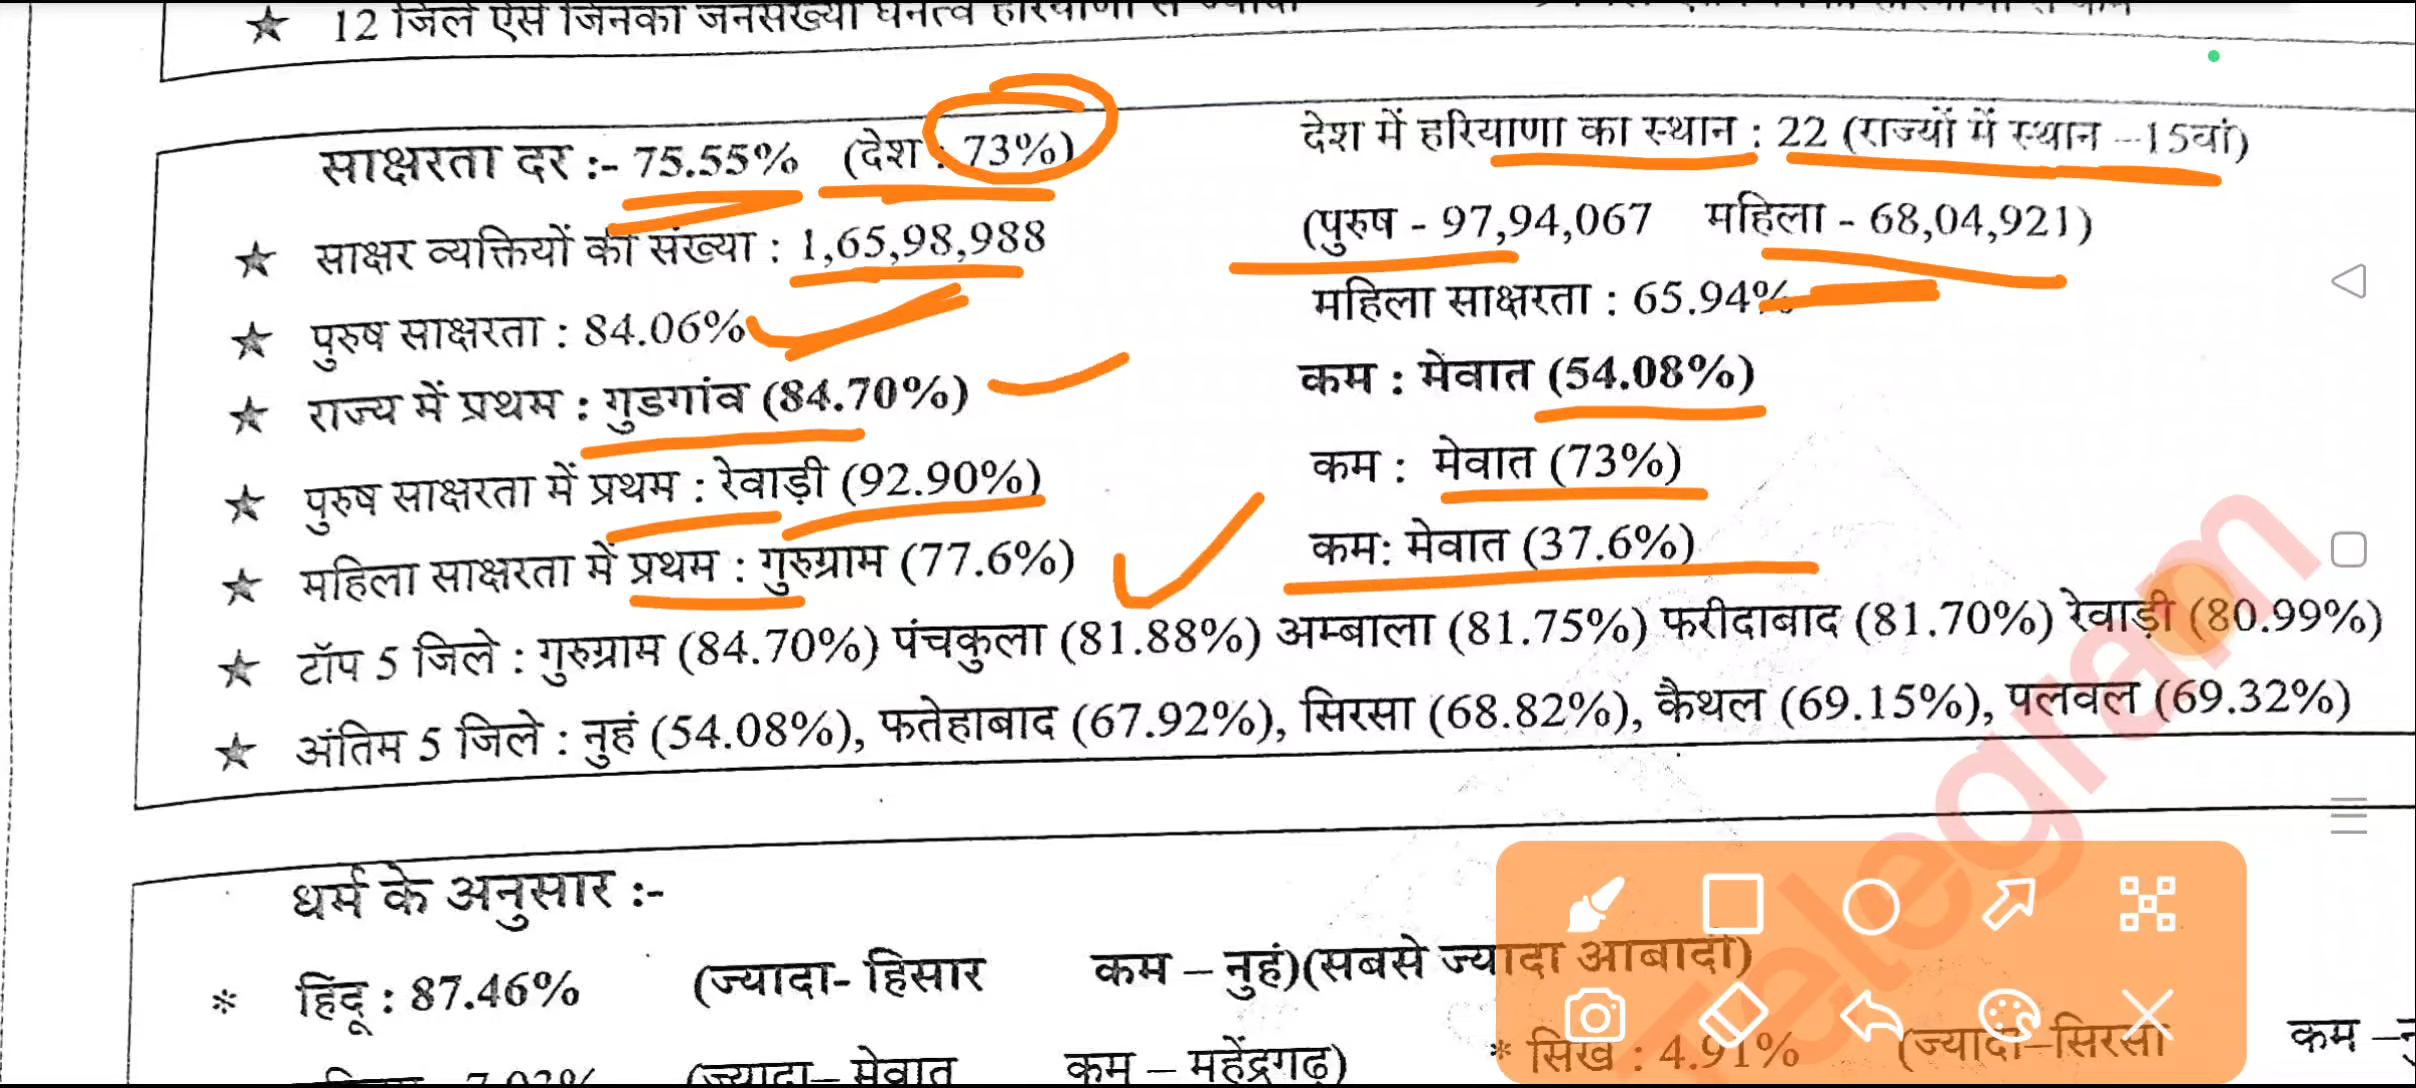 ★ 12 जिले ऐसे जिनका जनसंख्या घनत्व हरियाणा से ज्यादा
साक्षरता दर :- 75.55% (देश : 73%) देश में हरियाणा का स्थान : 22 (राज्यों में स्थान –15वां)
★ साक्षर व्यक्तियों की संख्या : 1,65,98,988 (पुरुष - 97,94,067 महिला - 68,04,921)
★ पुरुष साक्षरता : 84.06% महिला साक्षरता : 65.94%
★ राज्य में प्रथम : गुडगांव (84.70%) कम : मेवात (54.08%)
★ पुरुष साक्षरता में प्रथम : रेवाड़ी (92.90%) कम : मेवात (73%)
★ महिला साक्षरता में प्रथम : गुरुग्राम (77.6%) कम: मेवात (37.6%)
★ टॉप 5 जिले : गुरुग्राम (84.70%) पंचकुला (81.88%) अम्बाला (81.75%) फरीदाबाद (81.70%) रेवाड़ी (80.99%)
★ अंतिम 5 जिले : नुहं (54.08%), फतेहाबाद (67.92%), सिरसा (68.82%), कैथल (69.15%), पलवल (69.32%)
धर्म के अनुसार :-
* हिंदू : 87.46% (ज्यादा- हिसार कम – नुहं)(सबसे ज्यादा आबादी)
(ज्यादा– मेवात कम – महेंद्रगढ) * सिख : 4.91% (ज्यादा–सिरसा कम –
Telegram